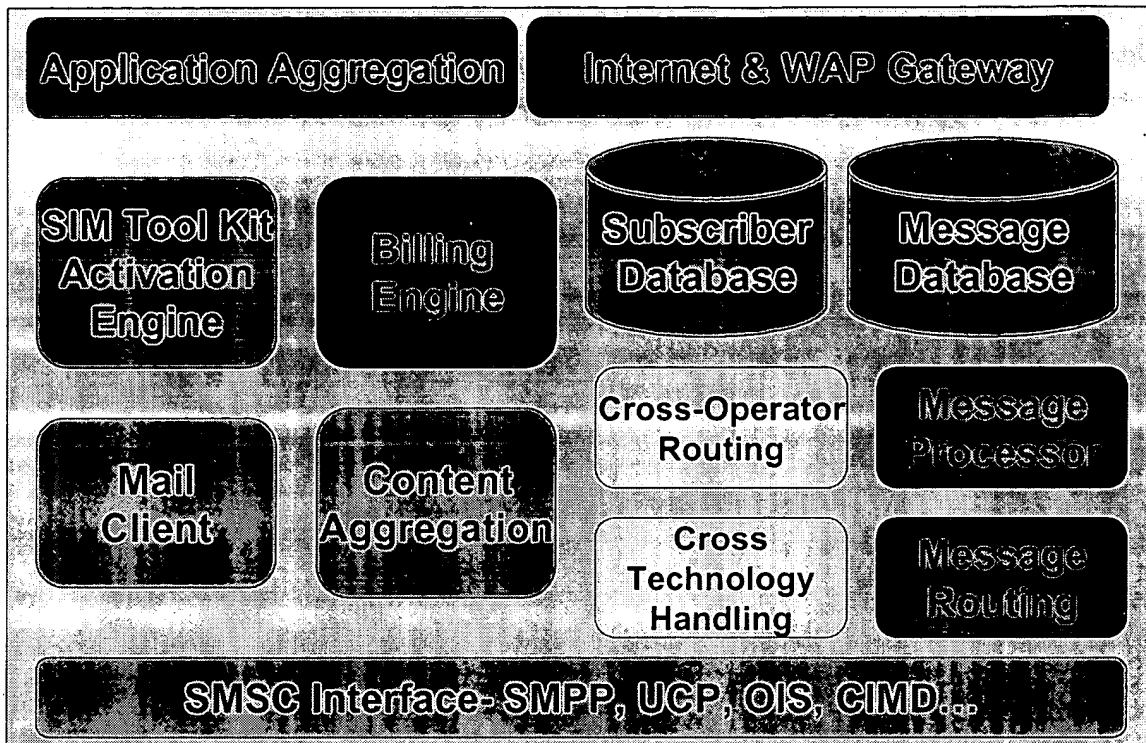 Application Aggregation
Internet & WAP Gateway
SIM Tool Kit
Activation
Engine
Billing
Engine
Subscriber
Database
Message
Database
Mail
Client
Content
Aggregation
Cross-Operator
Routing
Message
Processor
Cross
Technology
Handling
Message
Routing
SMSC Interface- SMPP, UCP, OIS, CIMD...